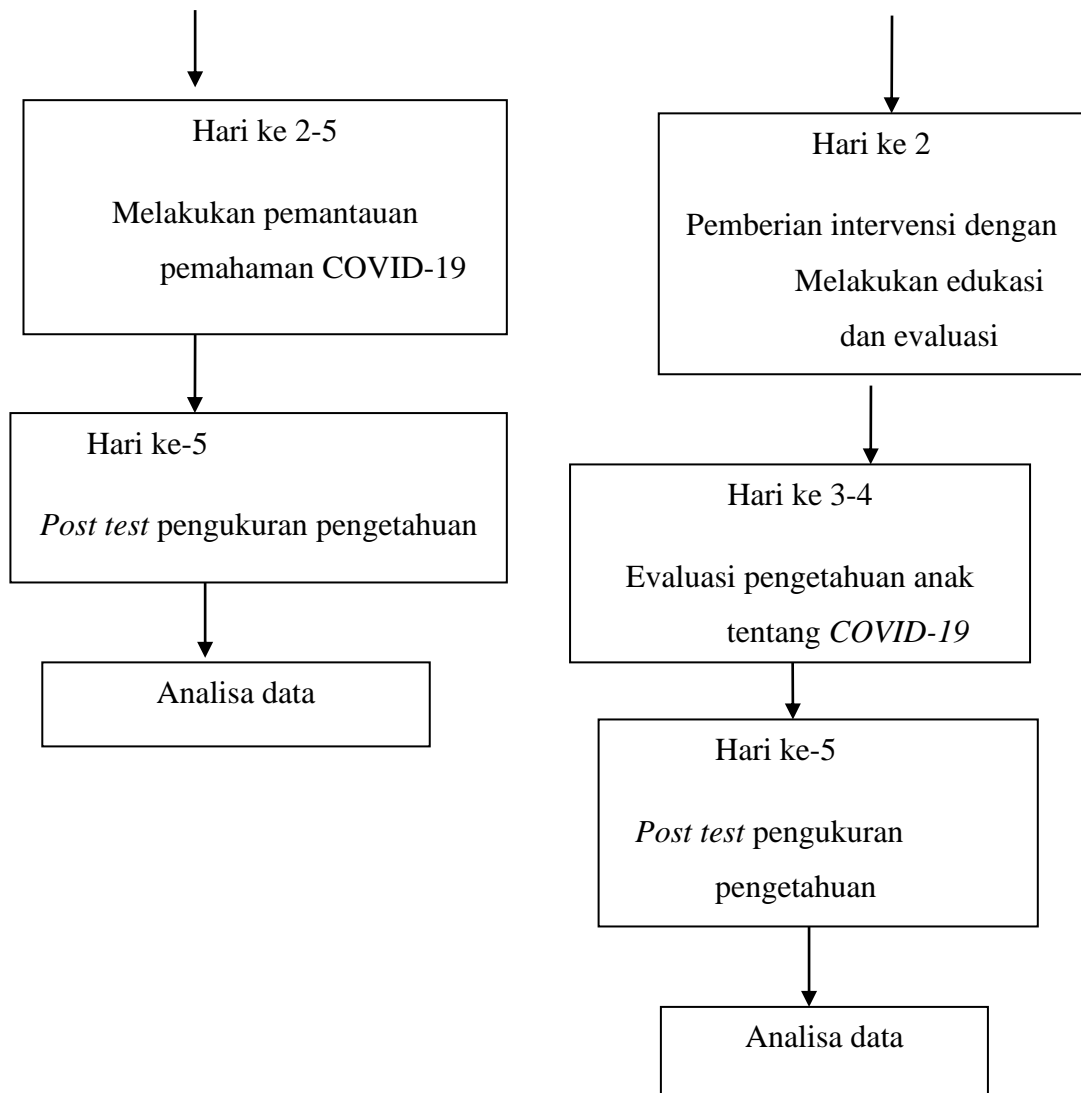 Hari ke 2-5
Melakukan pemantauan
pemahaman COVID-19
Hari ke-5
Post test pengukuran pengetahuan
Analisa data
Hari ke 2
Pemberian intervensi dengan
Melakukan edukasi
dan evaluasi
Hari ke 3-4
Evaluasi pengetahuan anak
tentang COVID-19
Hari ke-5
Post test pengukuran
pengetahuan
Analisa data